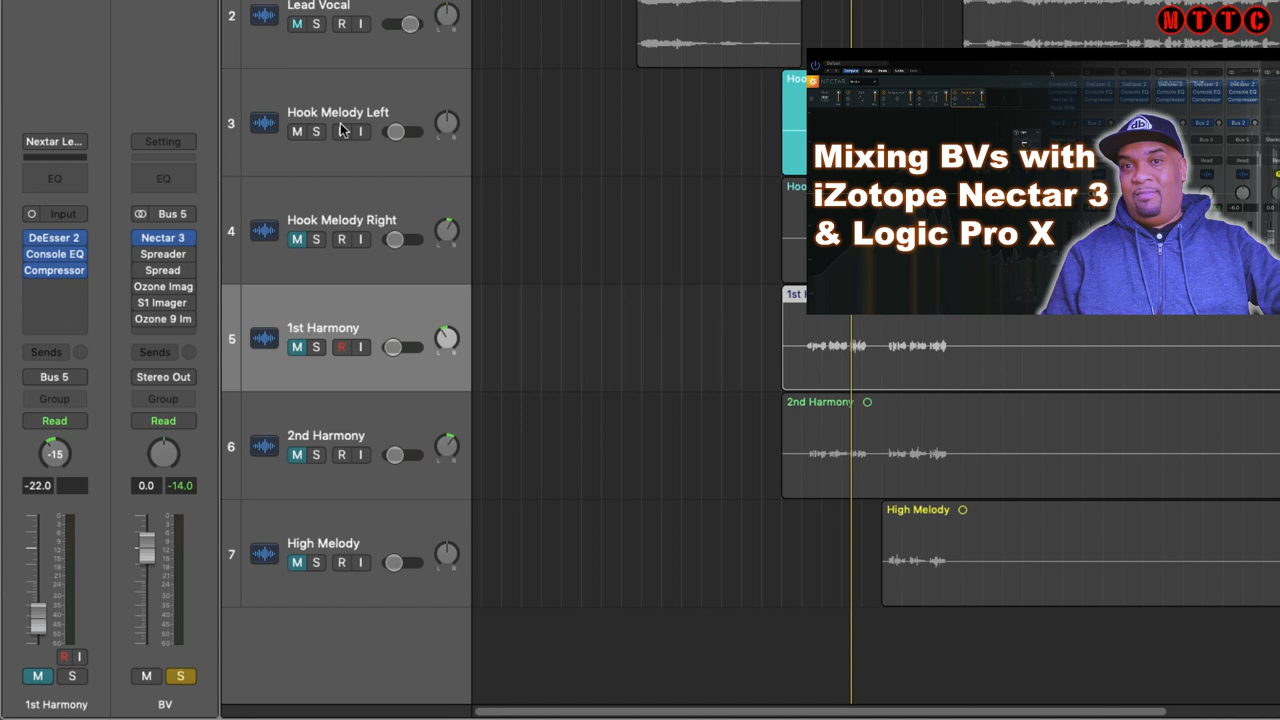 2
Lead Vocal
M S R I
MTTC
3
Hook Melody Left
M S R I
Hoo
Nextar Le...
EQ
Input
DeEsser 2
Console EQ
Compressor
Sends
Bus 5
Group
Read
-15
-22.0
R I
M S
1st Harmony
Setting
EQ
Bus 5
Nectar 3
Spreader
Spread
Ozone Imag
S1 Imager
Ozone 9 Im
Sends
Stereo Out
Group
Read
0.0 -14.0
M S
BV
4
Hook Melody Right
M S R I
Hoo
5
1st Harmony
M S R I
1st H
6
2nd Harmony
M S R I
2nd Harmony
7
High Melody
M S R I
High Melody
NECTAR
Mixing BVs with
iZotope Nectar 3
& Logic Pro X